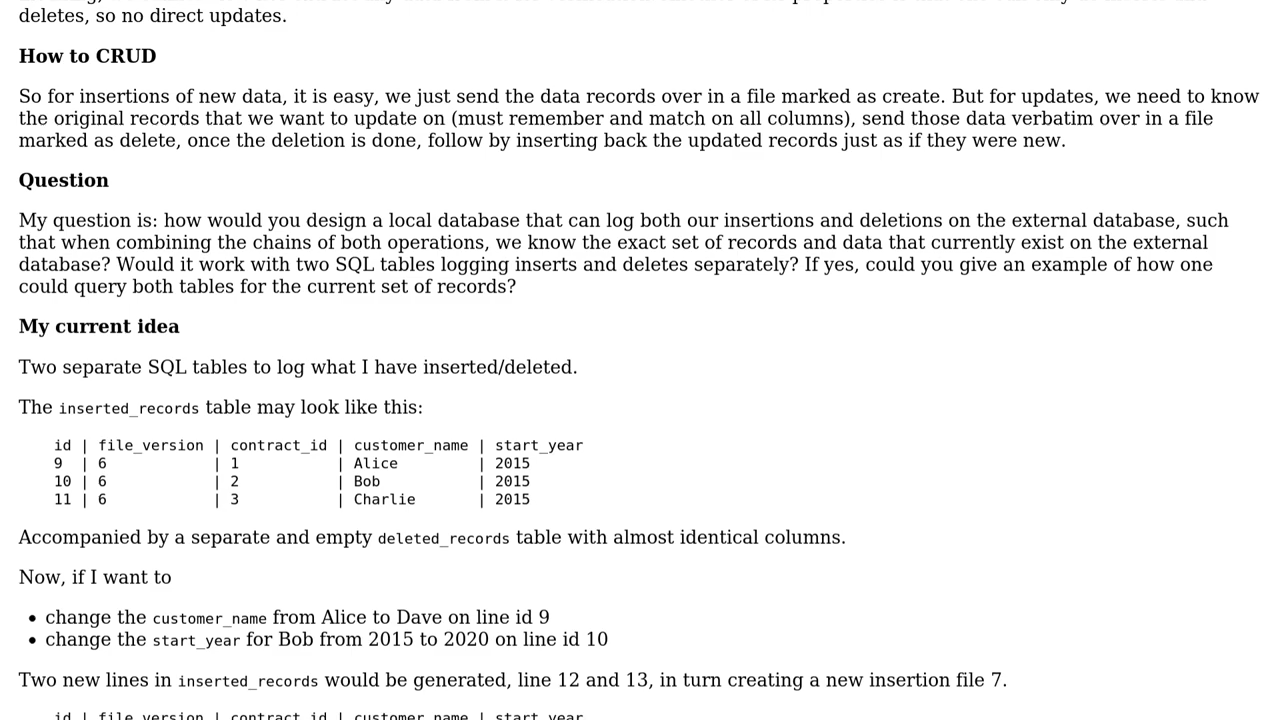 deletes, so no direct updates.
How to CRUD
So for insertions of new data, it is easy, we just send the data records over in a file marked as create. But for updates, we need to know
the original records that we want to update on (must remember and match on all columns), send those data verbatim over in a file
marked as delete, once the deletion is done, follow by inserting back the updated records just as if they were new.
Question
My question is: how would you design a local database that can log both our insertions and deletions on the external database, such
that when combining the chains of both operations, we know the exact set of records and data that currently exist on the external
database? Would it work with two SQL tables logging inserts and deletes separately? If yes, could you give an example of how one
could query both tables for the current set of records?
My current idea
Two separate SQL tables to log what I have inserted/deleted.
The inserted_records table may look like this:
id | file_version | contract_id | customer_name | start_year
9 | 6 | 1 | Alice | 2015
10 | 6 | 2 | Bob | 2015
11 | 6 | 3 | Charlie | 2015
Accompanied by a separate and empty deleted_records table with almost identical columns.
Now, if I want to
• change the customer_name from Alice to Dave on line id 9
• change the start_year for Bob from 2015 to 2020 on line id 10
Two new lines in inserted_records would be generated, line 12 and 13, in turn creating a new insertion file 7.
id | file_version | contract_id | customer_name | start_year